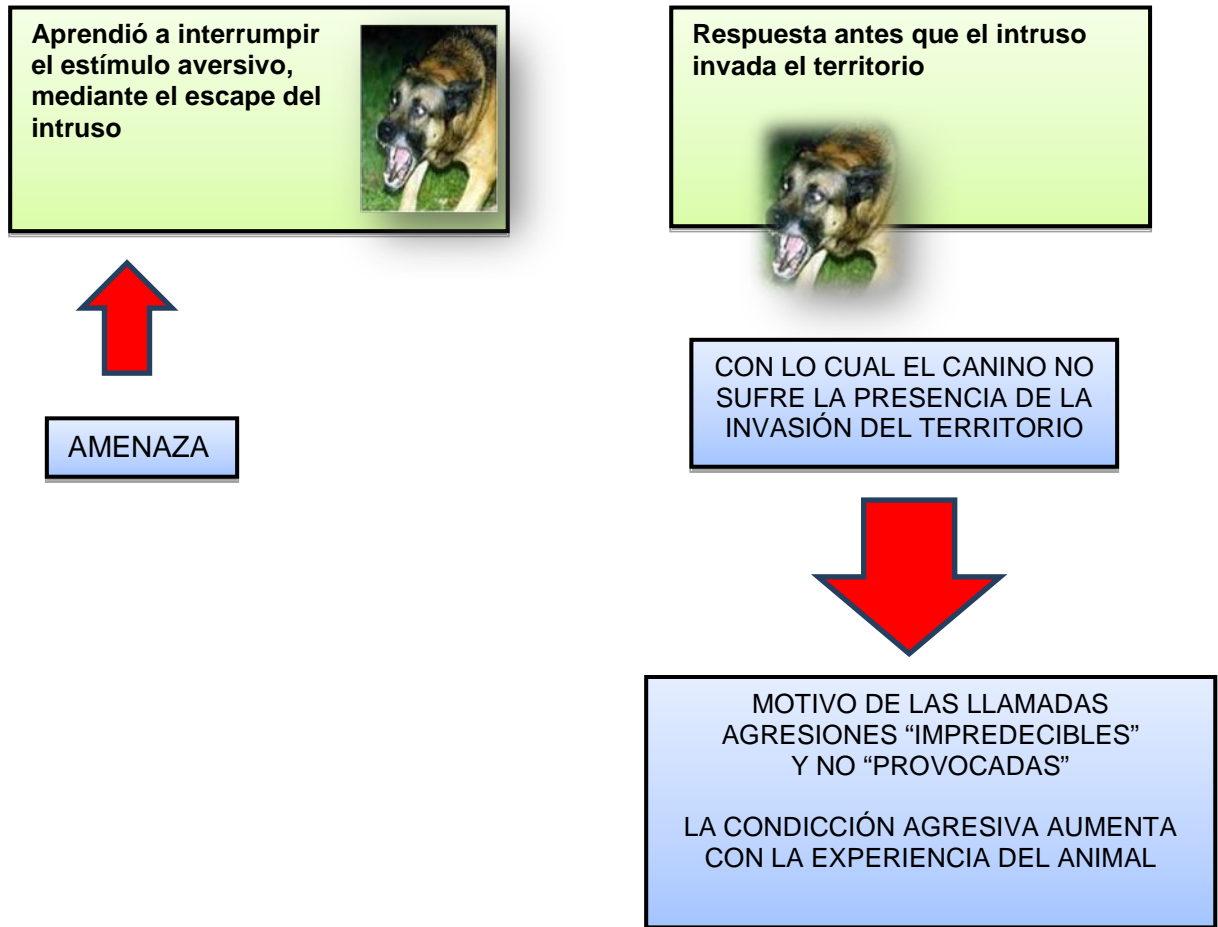 Aprendió a interrumpir
el estímulo aversivo,
mediante el escape del
intruso
AMENAZA
Respuesta antes que el intruso
invada el territorio
CON LO CUAL EL CANINO NO
SUFRE LA PRESENCIA DE LA
INVASIÓN DEL TERRITORIO
MOTIVO DE LAS LLAMADAS
AGRESIONES “IMPREDECIBLES”
Y NO “PROVOCADAS”
LA CONDICCIÓN AGRESIVA AUMENTA
CON LA EXPERIENCIA DEL ANIMAL